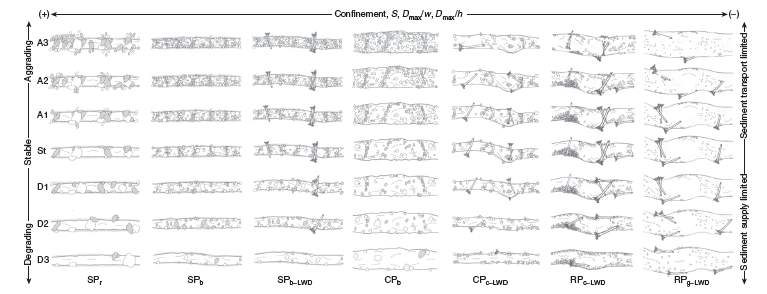 (+) Confinement, S, Dmax/w, Dmax/h (–)
Aggrading
Stable
Degrading
A3
A2
A1
St
D1
D2
D3
Sediment transport limited
Sediment supply limited
SPr SPb SPb–LWD CPb CPc–LWD RPc–LWD RPg–LWD